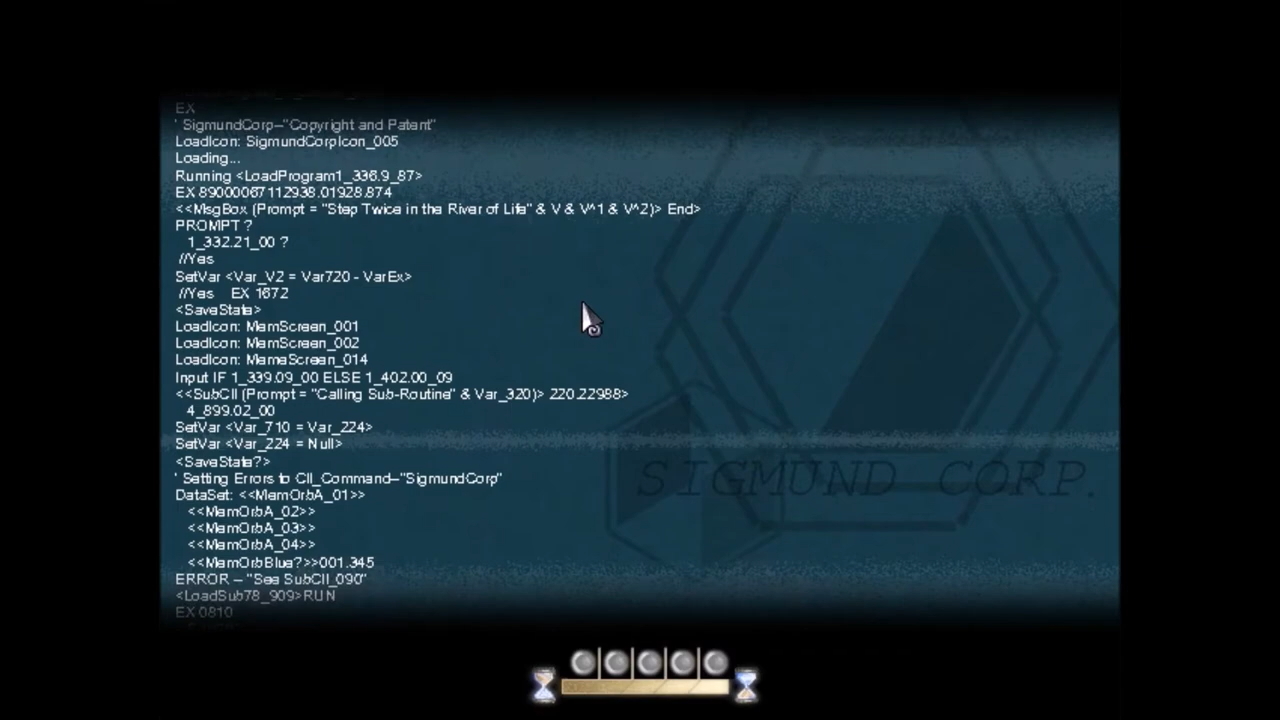 EX
' SigmundCorp--"Copyright and Patent"
LoadIcon: SigmundCorpIcon_005
Loading...
Running <LoadProgram1_336.9_87>
EX 89000067112938.01928.874
<<MsgBox (Prompt = "Step Twice in the River of Life" & V & V^1 & V^2)> End>
PROMPT ?
1_332.21_00 ?
//Yes
SetVar <Var_V2 = Var720 - VarEx>
//Yes EX 1672
<SaveState>
LoadIcon: MemScreen_001
LoadIcon: MemScreen_002
LoadIcon: MemeScreen_014
Input IF 1_339.09_00 ELSE 1_402.00_09
<<SubCll (Prompt = "Calling Sub-Routine" & Var_320)> 220.22988>
4_899.02_00
SetVar <Var_710 = Var_224>
SetVar <Var_224 = Null>
<SaveState?>
' Setting Errors to Cll_Command--"SigmundCorp"
DataSet: <<MemOrbA_01>>
<<MemOrbA_02>>
<<MemOrbA_03>>
<<MemOrbA_04>>
<<MemOrbBlue?>>001.345
ERROR -- "See SubCll_090"
<LoadSub78_909>RUN
EX 0810
SIGMUND CORP.